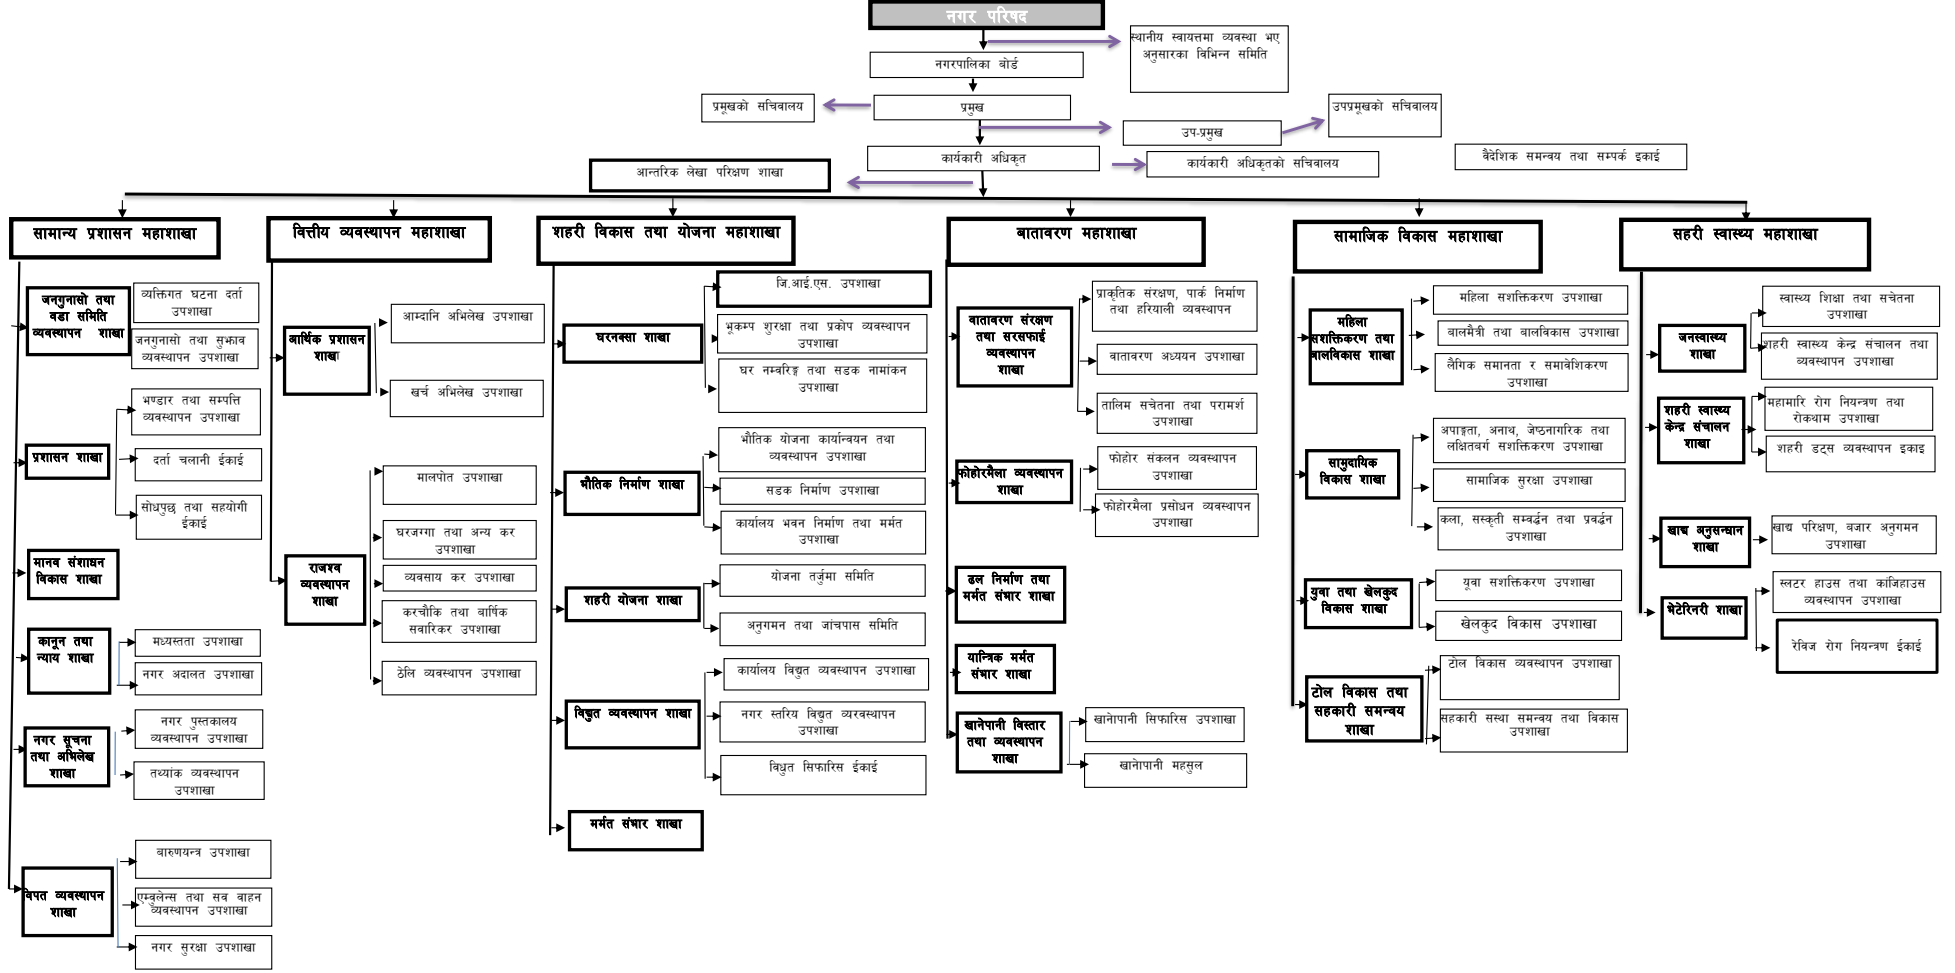 नगर परिषद
स्थानीय स्वायत्तमा व्यवस्था भए
अनुसारका विभिन्न समिति
नगरपालिका बोर्ड
प्रमूखको सचिवालय
प्रमुख
उपप्रमूखको सचिवालय
उप-प्रमुख
कार्यकारी अधिकृत
कार्यकारी अधिकृतको सचिवालय
वैदेशिक समन्वय तथा सम्पर्क इकाई
आन्तरिक लेखा परिक्षण शाखा
सामान्य प्रशासन महाशाखा
जनगुनासो तथा
वडा समिति
व्यवस्थापन शाखा
व्यक्तिगत घटना दर्ता
उपशाखा
जनगुनासो तथा सुझाव
व्यवस्थापन उपशाखा
प्रशासन शाखा
भण्डार तथा सम्पत्ति
व्यवस्थापन उपशाखा
दर्ता चलानी ईकाई
सोधपुछ तथा सहयोगी
ईकाई
मानव संशाधन
विकास शाखा
कानून तथा
न्याय शाखा
मध्यस्तता उपशाखा
नगर अदालत उपशाखा
नगर सूचना
तथा अभिलेख
शाखा
नगर पुस्तकालय
व्यवस्थापन उपशाखा
तथ्यांक व्यवस्थापन
उपशाखा
विपत व्यवस्थापन
शाखा
बारुणयन्त्र उपशाखा
एम्वुलेन्स तथा सव वाहन
व्यवस्थापन उपशाखा
नगर सुरक्षा उपशाखा
वित्तीय व्यवस्थापन महाशाखा
आर्थिक प्रशासन
शाखा
आम्दानि अभिलेख उपशाखा
खर्च अभिलेख उपशाखा
राजश्व
व्यवस्थापन
शाखा
मालपोत उपशाखा
घरजग्गा तथा अन्य कर
उपशाखा
व्यवसाय कर उपशाखा
करचौकि तथा बार्षिक
सवारिकर उपशाखा
ठेलि व्यवस्थापन उपशाखा
शहरी विकास तथा योजना महाशाखा
घरनक्सा शाखा
जि.आई.एस. उपशाखा
भूकम्प शुरक्षा तथा प्रकोप व्यवस्थापन
उपशाखा
घर नम्वरिङ्ग तथा सडक नामांकन
उपशाखा
भौतिक निर्माण शाखा
भौतिक योजना कार्यान्वयन तथा
व्यवस्थापन उपशाखा
सडक निर्माण उपशाखा
कार्यालय भवन निर्माण तथा मर्मत
उपशाखा
शहरी योजना शाखा
योजना तर्जुमा समिति
अनुगमन तथा जांचपास समिति
विद्युत व्यवस्थापन शाखा
कार्यालय विद्युत व्यवस्थापन उपशाखा
नगर स्तरिय विद्युत व्यरवस्थापन
उपशाखा
विधुत सिफारिस ईकाई
मर्मत संभार शाखा
बातावरण महाशाखा
वातावरण संरक्षण
तथा सरसफाई
व्यवस्थापन
शाखा
प्राकृतिक संरक्षण, पार्क निर्माण
तथा हरियाली व्यवस्थापन
वातावरण अध्ययन उपशाखा
तालिम सचेतना तथा परामर्श
उपशाखा
फोहोरमैला व्यवस्थापन
शाखा
फोहोर संकलन व्यवस्थापन
उपशाखा
फोहोरमैला प्रसोधन व्यवस्थापन
उपशाखा
ढल निर्माण तथा
मर्मत संभार शाखा
यान्त्रिक मर्मत
संभार शाखा
खानेपानी विस्तार
तथा व्यवस्थापन
शाखा
खानेापानी सिफारिस उपशाखा
खानेापानी महसुल
सामाजिक विकास महाशाखा
महिला
सशक्तिकरण तथा
बालविकास शाखा
महिला सशक्तिकरण उपशाखा
बालमैत्री तथा बालविकास उपशाखा
लैगिक समानता र समावेशिकरण
उपशाखा
सामुदायिक
विकास शाखा
अपाङ्गता, अनाथ, जेष्ठनागरिक तथा
लक्षितबर्ग सशक्तिकरण उपशाखा
सामाजिक सुरक्षा उपशाखा
कला, सस्कृती सम्वर्द्धन तथा प्रवर्द्धन
उपशाखा
युबा तथा खेलकुद
विकास शाखा
यूबा सशक्तिकरण उपशाखा
खेलकुद विकास उपशाखा
टोल विकास तथा
सहकारी समन्वय
शाखा
टोल विकास व्यवस्थापन उपशाखा
सहकारी सस्था समन्वय तथा विकास
उपशाखा
सहरी स्वास्थ्य महाशाखा
जनस्वास्थ्य
शाखा
स्वास्थ्य शिक्षा तथा सचेतना
उपशाखा
शहरी स्वास्थ्य केन्द्र संचालन तथा
व्यवस्थापन उपशाखा
शहरी स्वास्थ्य
केन्द्र संचालन
शाखा
महामारि रोग नियन्त्रण तथा
रोकथाम उपशाखा
शहरी डट्स व्यवस्थापन इकाइ
खाद्य अनुसन्धान
शाखा
खाद्य परिक्षण, बजार अनुगमन
उपशाखा
भेटेरिनरी शाखा
स्लटर हाउस तथा कांजिहाउस
व्यवस्थापन उपशाखा
रेविज रोग नियन्त्रण ईकाई